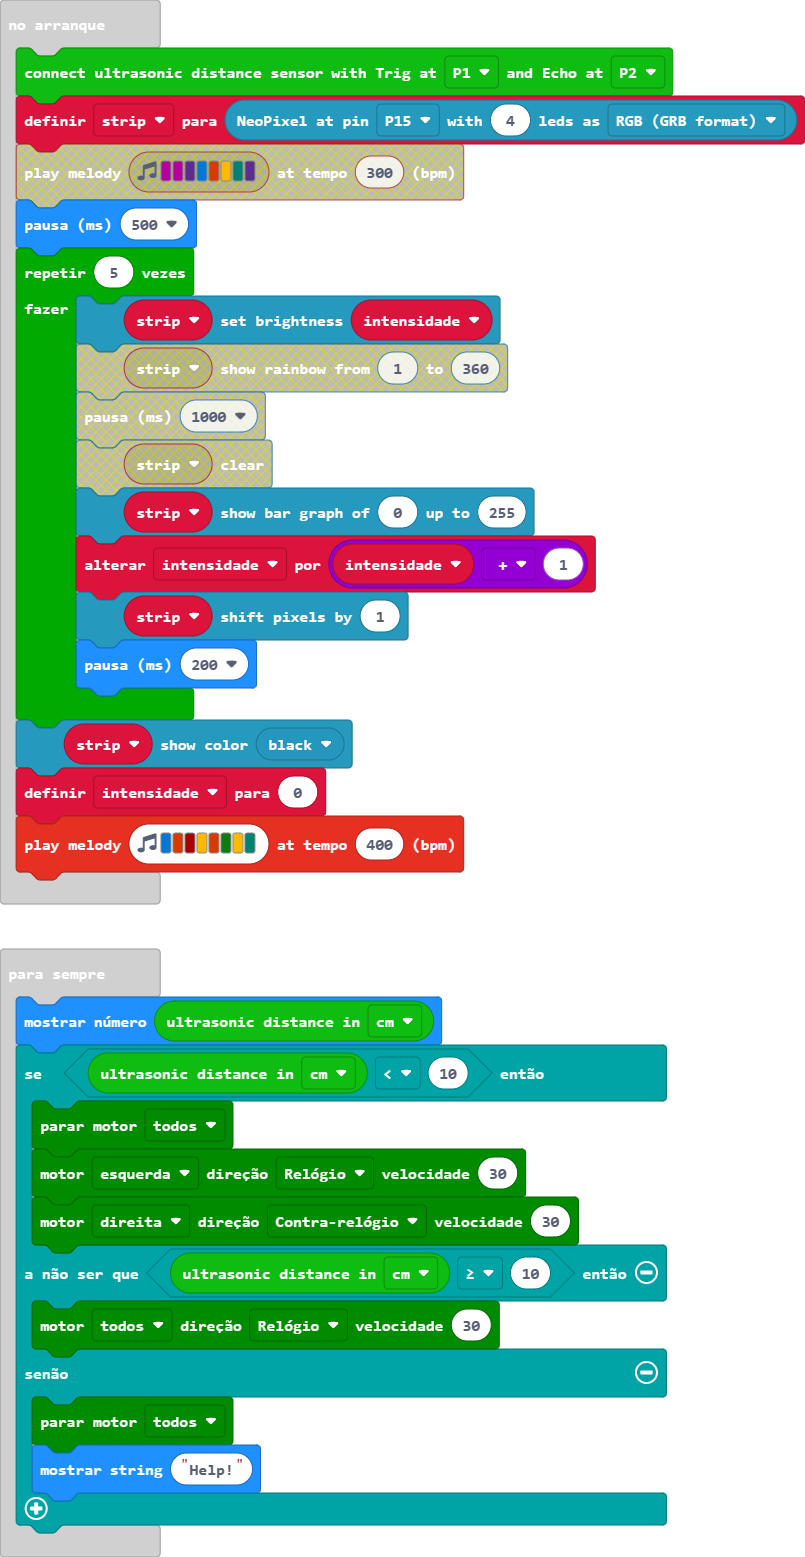 no arranque
connect ultrasonic distance sensor with Trig at P1 and Echo at P2
definir strip para NeoPixel at pin P15 with 4 leds as RGB (GRB format)
play melody at tempo 300 (bpm)
pausa (ms) 500
repetir 5 vezes
fazer
strip set brightness intensidade
strip show rainbow from 1 to 360
pausa (ms) 1000
strip clear
strip show bar graph of 0 up to 255
alterar intensidade por intensidade + 1
strip shift pixels by 1
pausa (ms) 200
strip show color black
definir intensidade para 0
play melody at tempo 400 (bpm)
para sempre
mostrar número ultrasonic distance in cm
se ultrasonic distance in cm < 10 então
parar motor todos
motor esquerda direção Relógio velocidade 30
motor direita direção Contra-relógio velocidade 30
a não ser que ultrasonic distance in cm ≥ 10 então
motor todos direção Relógio velocidade 30
senão
parar motor todos
mostrar string "Help!"